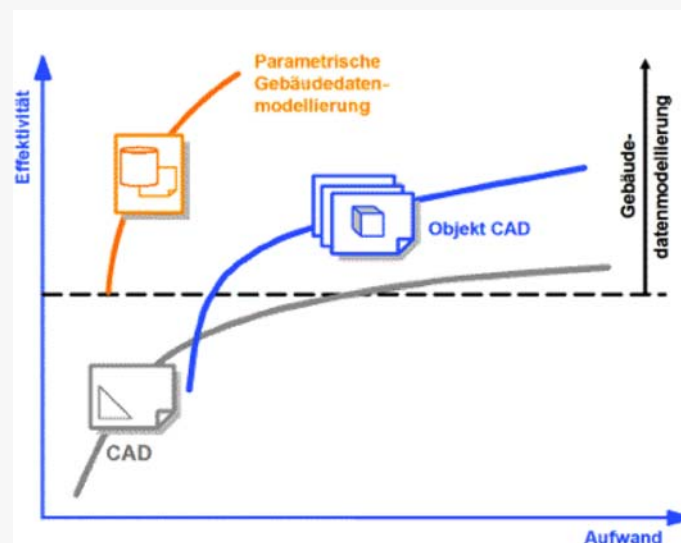 Parametrische
Gebäudedaten-
modellierung
Effektivität
Gebäude-
datenmodellierung
Objekt CAD
CAD
Aufwand